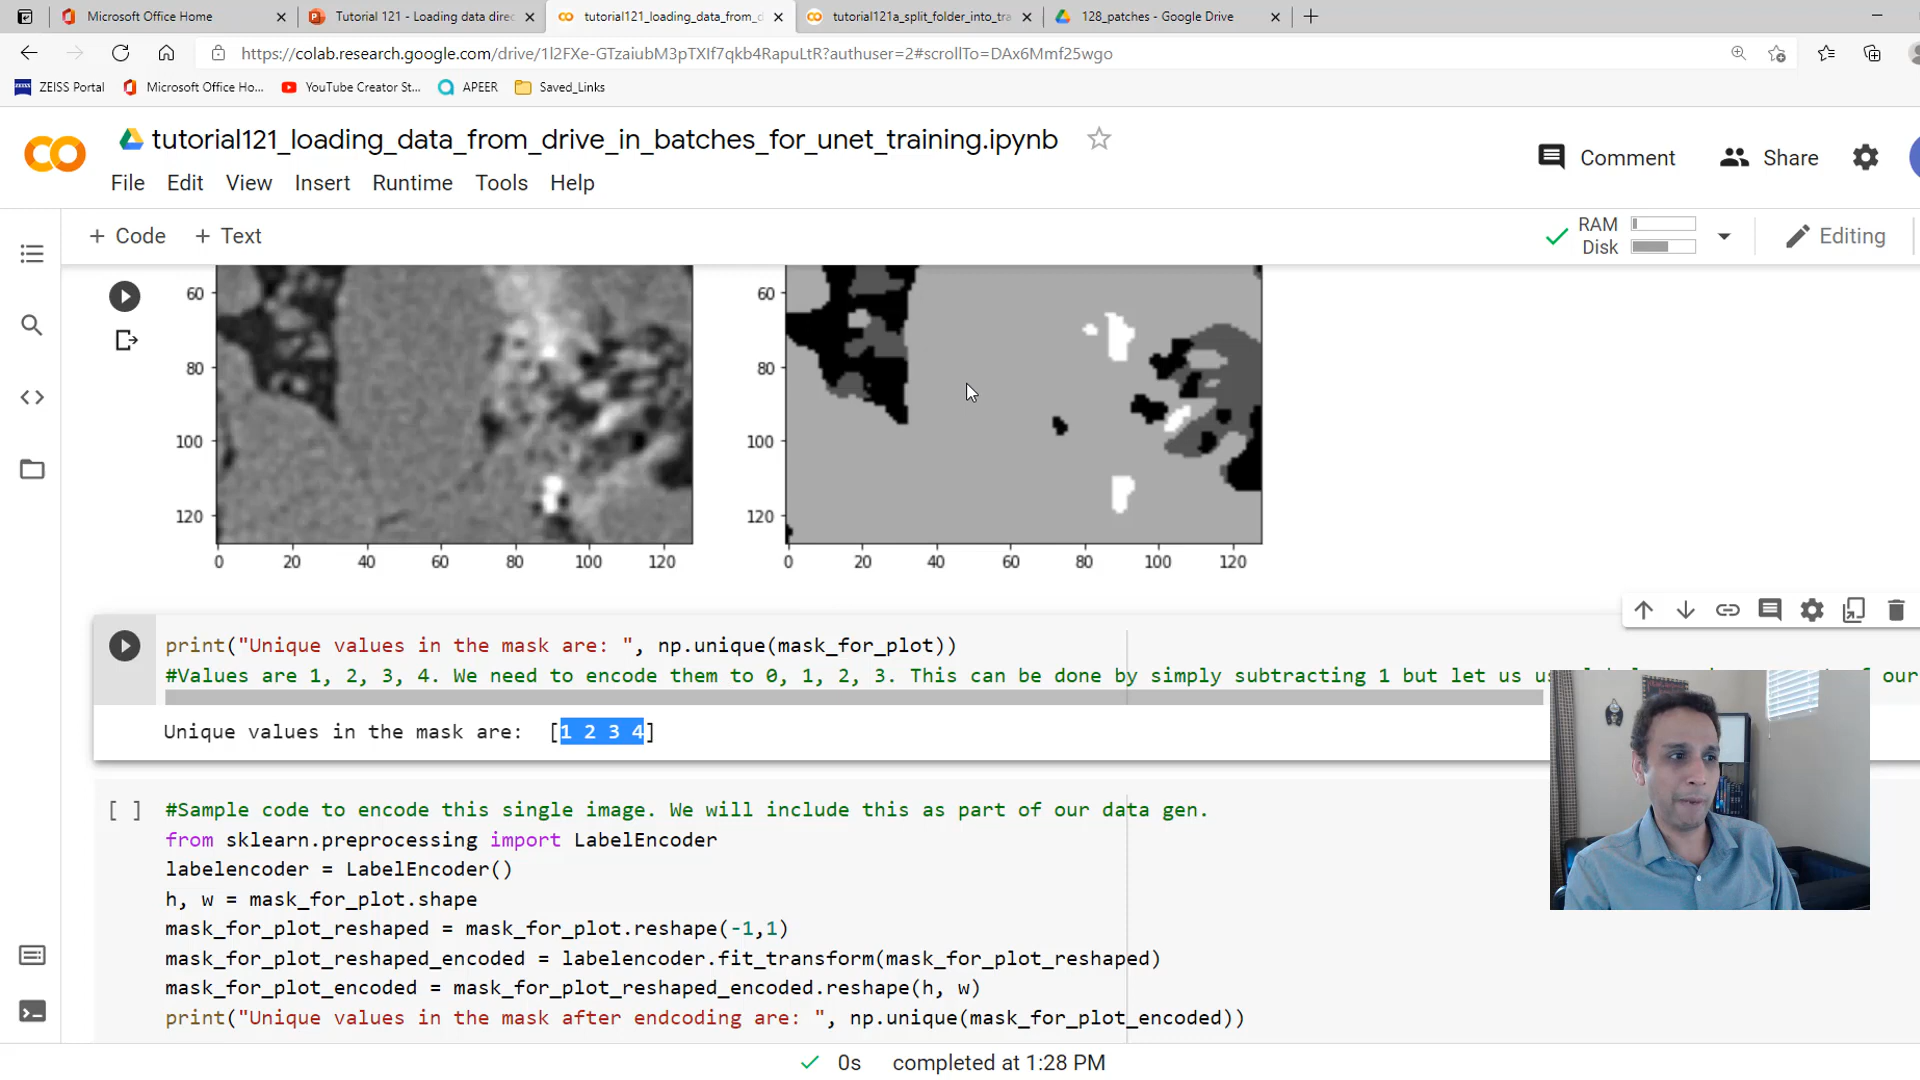 Microsoft Office Home
Tutorial 121 - Loading data direc
tutorial121_loading_data_from_d
tutorial121a_split_folder_into_tra
128_patches - Google Drive
https://colab.research.google.com/drive/1l2FXe-GTzaiubM3pTXIf7qkb4RapuLtR?authuser=2#scrollTo=DAx6Mmf25wgo
ZEISS Portal
Microsoft Office Ho...
YouTube Creator St...
APEER
Saved_Links
tutorial121_loading_data_from_drive_in_batches_for_unet_training.ipynb
Comment
Share
File Edit View Insert Runtime Tools Help
+ Code + Text
RAM
Disk
Editing
60
80
100
120
0 20 40 60 80 100 120
60
80
100
120
0 20 40 60 80 100 120
print("Unique values in the mask are: ", np.unique(mask_for_plot))
#Values are 1, 2, 3, 4. We need to encode them to 0, 1, 2, 3. This can be done by simply subtracting 1 but let us us
of our
Unique values in the mask are: [1 2 3 4]
[ ]
#Sample code to encode this single image. We will include this as part of our data gen.
from sklearn.preprocessing import LabelEncoder
labelencoder = LabelEncoder()
h, w = mask_for_plot.shape
mask_for_plot_reshaped = mask_for_plot.reshape(-1,1)
mask_for_plot_reshaped_encoded = labelencoder.fit_transform(mask_for_plot_reshaped)
mask_for_plot_encoded = mask_for_plot_reshaped_encoded.reshape(h, w)
print("Unique values in the mask after endcoding are: ", np.unique(mask_for_plot_encoded))
0s completed at 1:28 PM